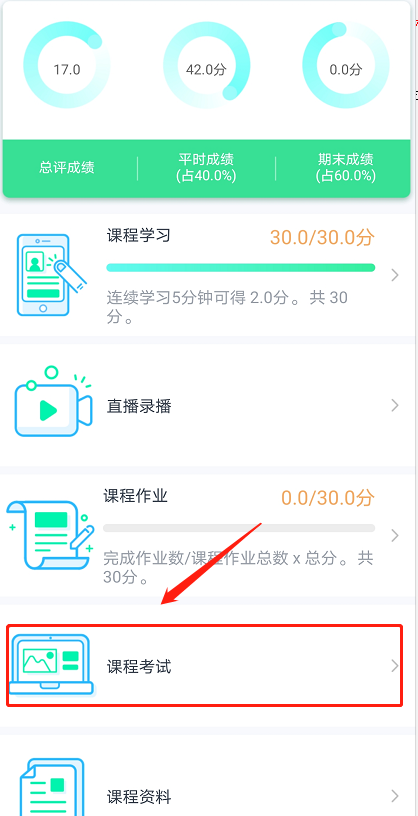 17.0
42.0分
0.0分
总评成绩
平时成绩
(占40.0%)
期末成绩
(占60.0%)
课程学习
30.0/30.0分
连续学习5分钟可得 2.0分 。共 30
分 。
直播录播
课程作业
0.0/30.0分
完成作业数/课程作业总数 x 总分 。共
30分 。
课程考试
课程资料